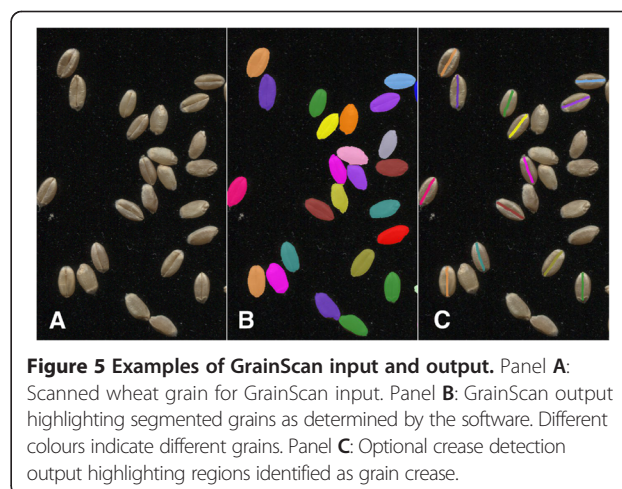 A
B
C
Figure 5 Examples of GrainScan input and output. Panel A:
Scanned wheat grain for GrainScan input. Panel B: GrainScan output
highlighting segmented grains as determined by the software. Different
colours indicate different grains. Panel C: Optional crease detection
output highlighting regions identified as grain crease.